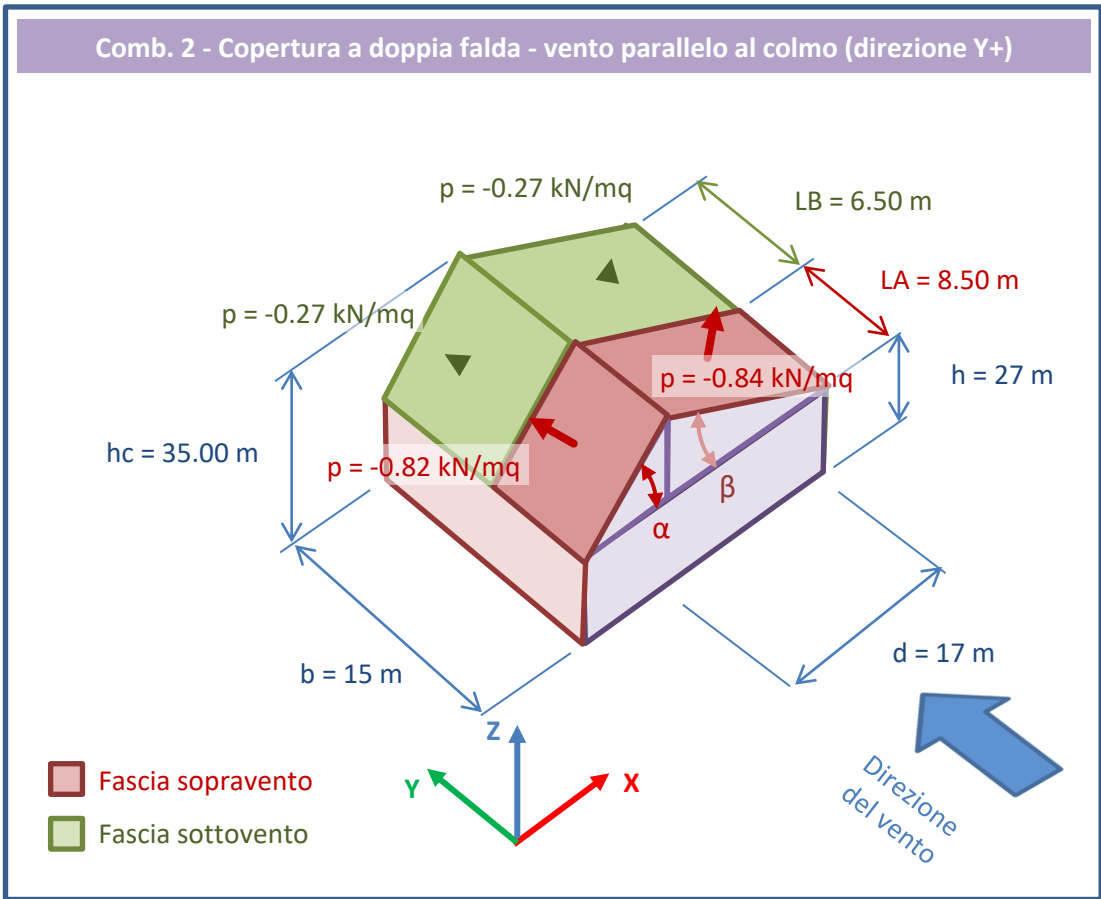 Comb. 2 - Copertura a doppia falda - vento parallelo al colmo (direzione Y+)
p = -0.27 kN/mq
LB = 6.50 m
LA = 8.50 m
p = -0.27 kN/mq
h = 27 m
p = -0.84 kN/mq
hc = 35.00 m
p = -0.82 kN/mq
β
α
d = 17 m
b = 15 m
Z
Y
X
Direzione
del vento
Fascia sopravento
Fascia sottovento